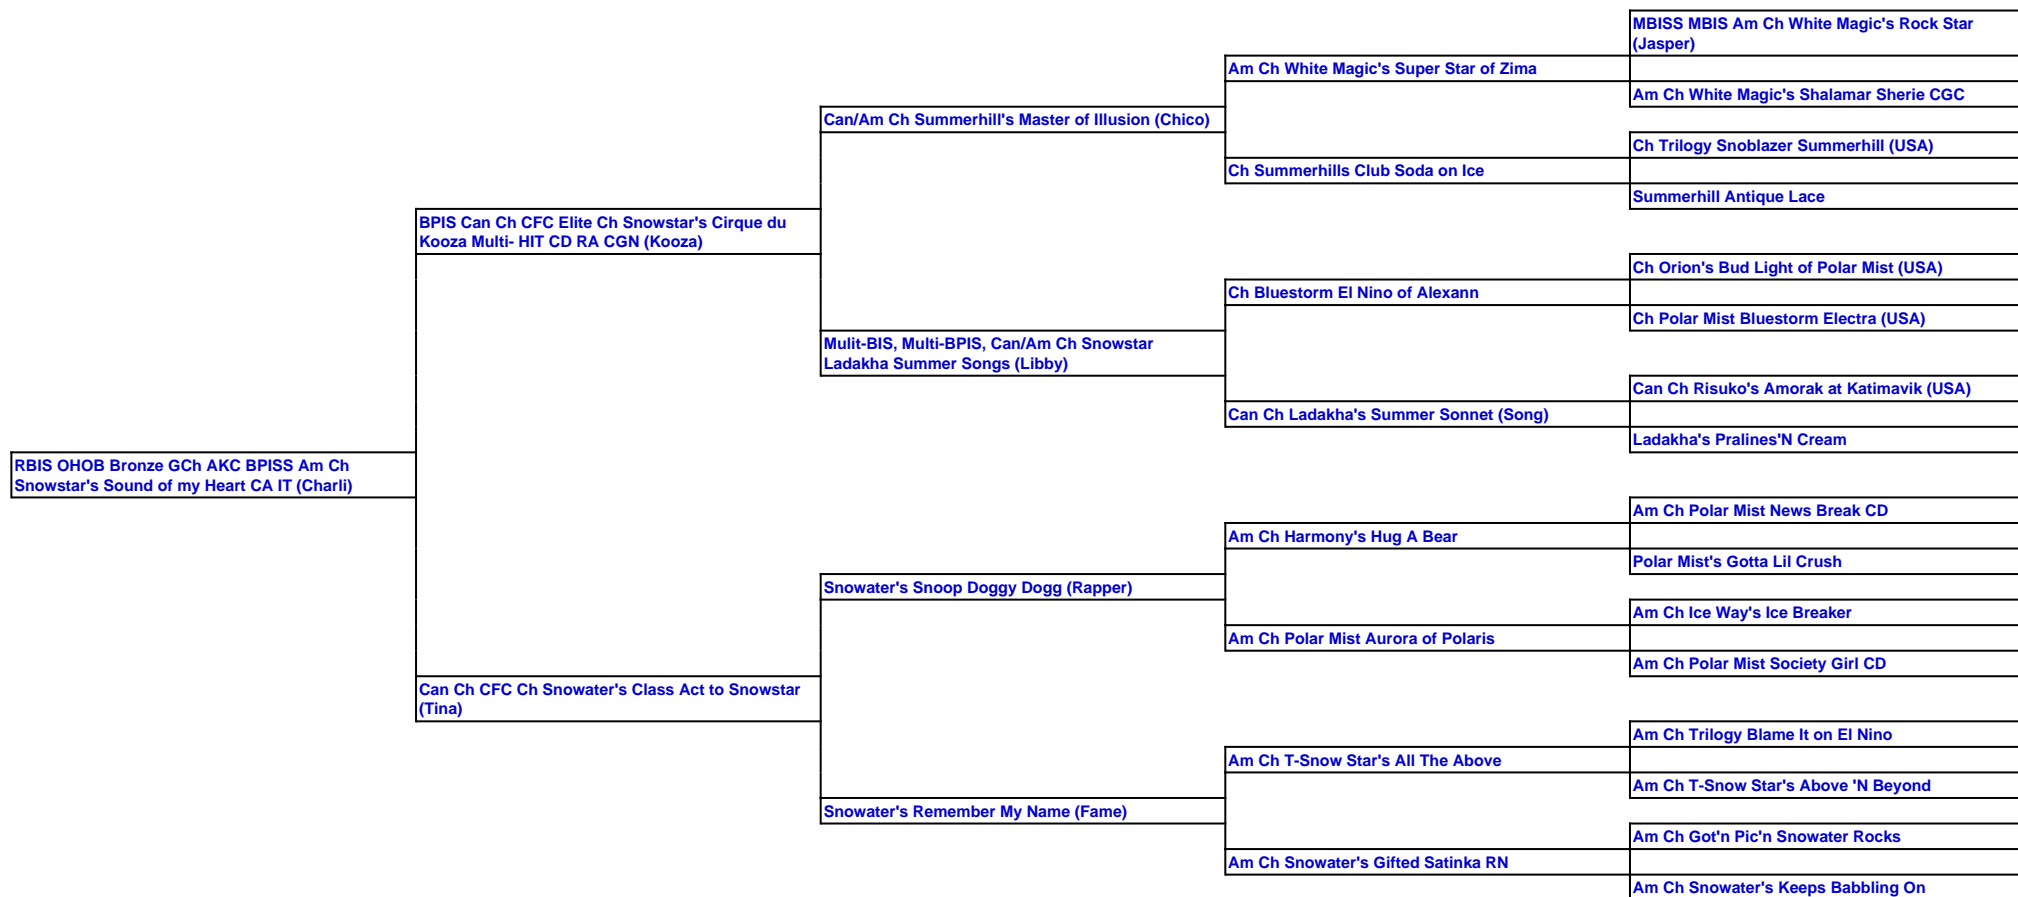 MBISS MBIS Am Ch White Magic's Rock Star
(Jasper)
Am Ch White Magic's Super Star of Zima
Am Ch White Magic's Shalamar Sherie CGC
Can/Am Ch Summerhill's Master of Illusion (Chico)
Ch Trilogy Snoblazer Summerhill (USA)
Ch Summerhills Club Soda on Ice
Summerhill Antique Lace
BPIS Can Ch CFC Elite Ch Snowstar's Cirque du
Kooza Multi- HIT CD RA CGN (Kooza)
Ch Orion's Bud Light of Polar Mist (USA)
Ch Bluestorm El Nino of Alexann
Ch Polar Mist Bluestorm Electra (USA)
Mulit-BIS, Multi-BPIS, Can/Am Ch Snowstar
Ladakha Summer Songs (Libby)
Can Ch Risuko's Amorak at Katimavik (USA)
Can Ch Ladakha's Summer Sonnet (Song)
Ladakha's Pralines'N Cream
RBIS OHOB Bronze GCh AKC BPISS Am Ch
Snowstar's Sound of my Heart CA IT (Charli)
Am Ch Polar Mist News Break CD
Am Ch Harmony's Hug A Bear
Polar Mist's Gotta Lil Crush
Snowater's Snoop Doggy Dogg (Rapper)
Am Ch Ice Way's Ice Breaker
Am Ch Polar Mist Aurora of Polaris
Am Ch Polar Mist Society Girl CD
Can Ch CFC Ch Snowater's Class Act to Snowstar
(Tina)
Am Ch Trilogy Blame It on El Nino
Am Ch T-Snow Star's All The Above
Am Ch T-Snow Star's Above 'N Beyond
Snowater's Remember My Name (Fame)
Am Ch Got'n Pic'n Snowater Rocks
Am Ch Snowater's Gifted Satinka RN
Am Ch Snowater's Keeps Babbling On